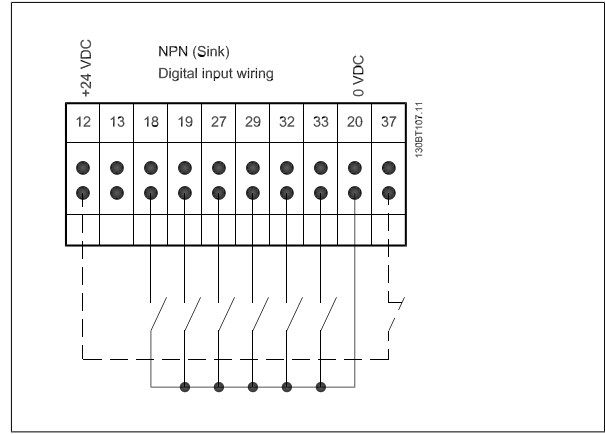 +24 VDC
NPN (Sink)
Digital input wiring
0 VDC
12 13 18 19 27 29 32 33 20 37
130BT107.11